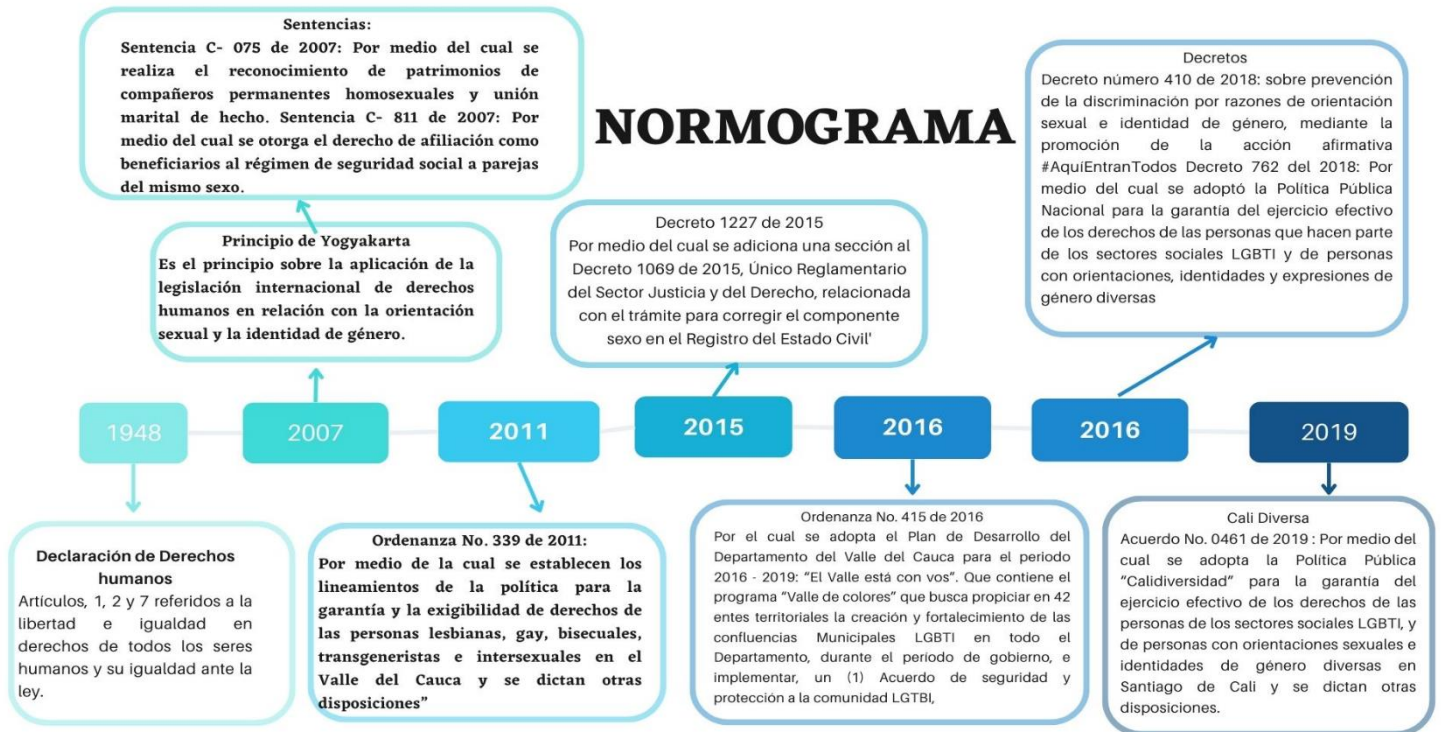 Sentencias:
Sentencia C- 075 de 2007: Por medio del cual se
realiza el reconocimiento de patrimonios de
compañeros permanentes homosexuales y unión
marital de hecho. Sentencia C- 811 de 2007: Por
medio del cual se otorga el derecho de afiliación como
beneficiarios al régimen de seguridad social a parejas
del mismo sexo.
NORMOGRAMA
Decretos
Decreto número 410 de 2018: sobre prevención
de la discriminación por razones de orientación
sexual e identidad de género, mediante la
promoción de la acción afirmativa
#AquíEntranTodos Decreto 762 del 2018: Por
medio del cual se adoptó la Política Pública
Nacional para la garantía del ejercicio efectivo
de los derechos de las personas que hacen parte
de los sectores sociales LGBTI y de personas
con orientaciones, identidades y expresiones de
género diversas
Principio de Yogyakarta
Es el principio sobre la aplicación de la
legislación internacional de derechos
humanos en relación con la orientación
sexual y la identidad de género.
Decreto 1227 de 2015
Por medio del cual se adiciona una sección al
Decreto 1069 de 2015, Único Reglamentario
del Sector Justicia y del Derecho, relacionada
con el trámite para corregir el componente
sexo en el Registro del Estado Civil'
1948
2007
2011
2015
2016
2016
2019
Declaración de Derechos
humanos
Artículos, 1, 2 y 7 referidos a la
libertad e igualdad en
derechos de todos los seres
humanos y su igualdad ante la
ley.
Ordenanza No. 339 de 2011:
Por medio de la cual se establecen los
lineamientos de la política para la
garantía y la exigibilidad de derechos de
las personas lesbianas, gay, bisecuales,
transgeneristas e intersexuales en el
Valle del Cauca y se dictan otras
disposiciones”
Ordenanza No. 415 de 2016
Por el cual se adopta el Plan de Desarrollo del
Departamento del Valle del Cauca para el periodo
2016 - 2019: “El Valle está con vos”. Que contiene el
programa “Valle de colores” que busca propiciar en 42
entes territoriales la creación y fortalecimiento de las
confluencias Municipales LGBTI en todo el
Departamento, durante el período de gobierno, e
implementar, un (1) Acuerdo de seguridad y
protección a la comunidad LGTBI,
Cali Diversa
Acuerdo No. 0461 de 2019 : Por medio del
cual se adopta la Política Pública
“Calidiversidad” para la garantía del
ejercicio efectivo de los derechos de las
personas de los sectores sociales LGBTI, y
de personas con orientaciones sexuales e
identidades de género diversas en
Santiago de Cali y se dictan otras
disposiciones.